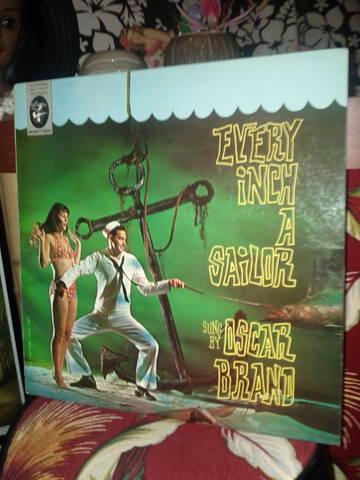 EVERY
INCH
A
SAILOR
SUNG
BY
OSCAR
BRAND